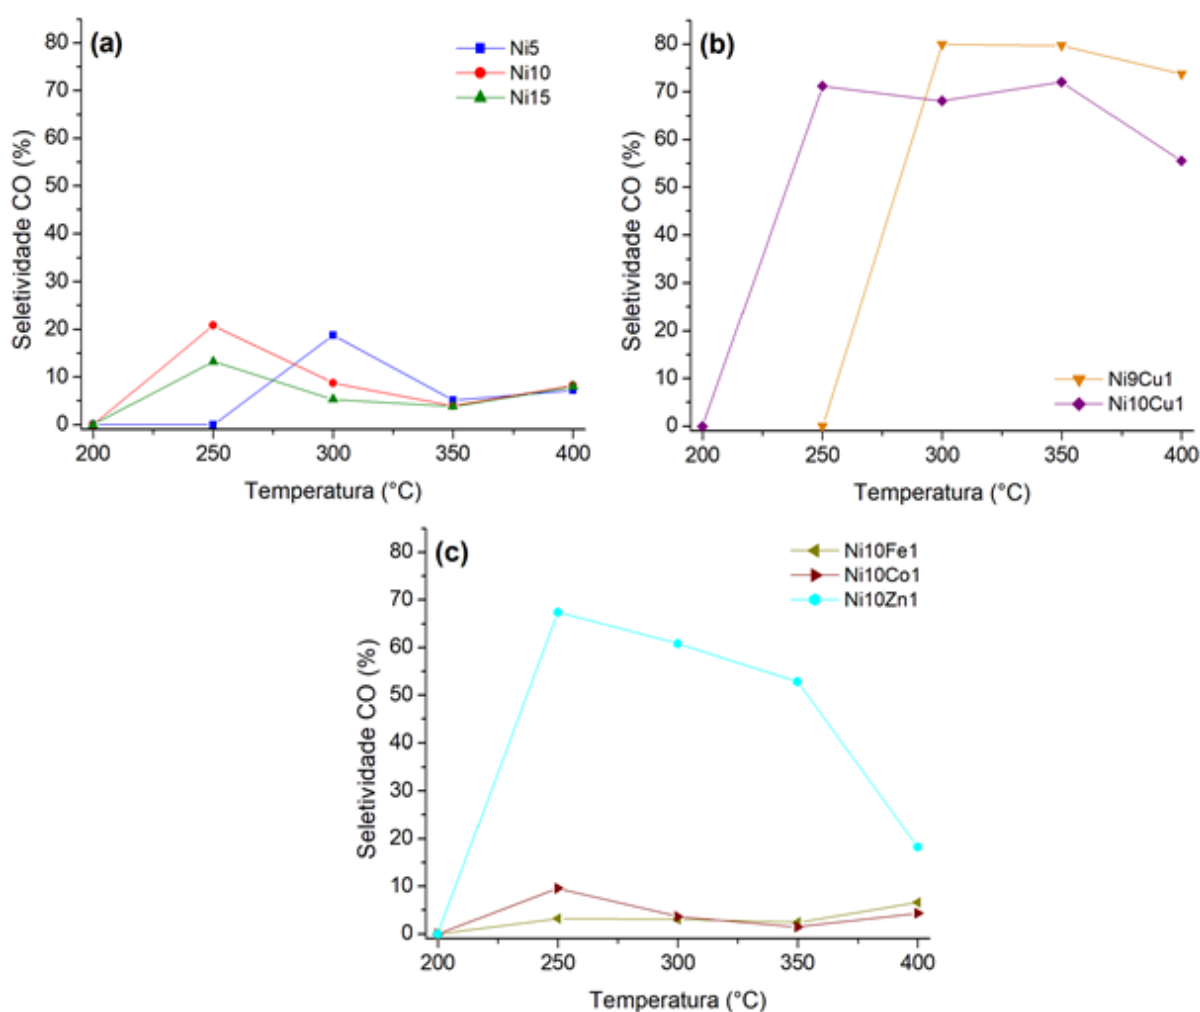 (a)
Ni5
Ni10
Ni15
Seletividade CO (%)
80
70
60
50
40
30
20
10
0
200 250 300 350 400
Temperatura (°C)
(b)
Ni9Cu1
Ni10Cu1
Seletividade CO (%)
80
70
60
50
40
30
20
10
0
200 250 300 350 400
Temperatura (°C)
(c)
Ni10Fe1
Ni10Co1
Ni10Zn1
Seletividade CO (%)
80
70
60
50
40
30
20
10
0
200 250 300 350 400
Temperatura (°C)